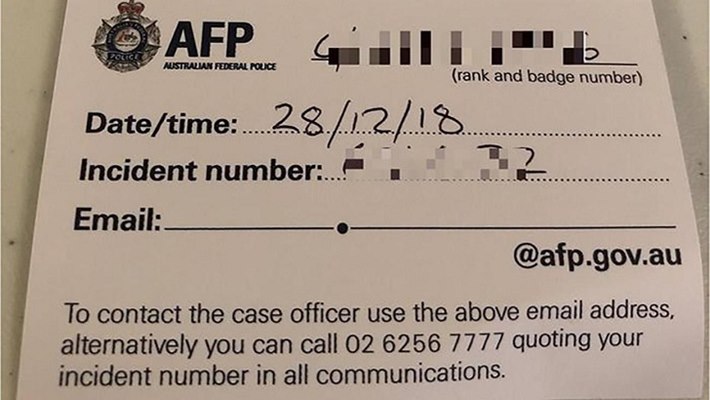 AFP
AUSTRALIAN FEDERAL POLICE
(rank and badge number)
Date/time: 28/12/18
Incident number:
Email: .
@afp.gov.au
To contact the case officer use the above email address,
alternatively you can call 02 6256 7777 quoting your
incident number in all communications.